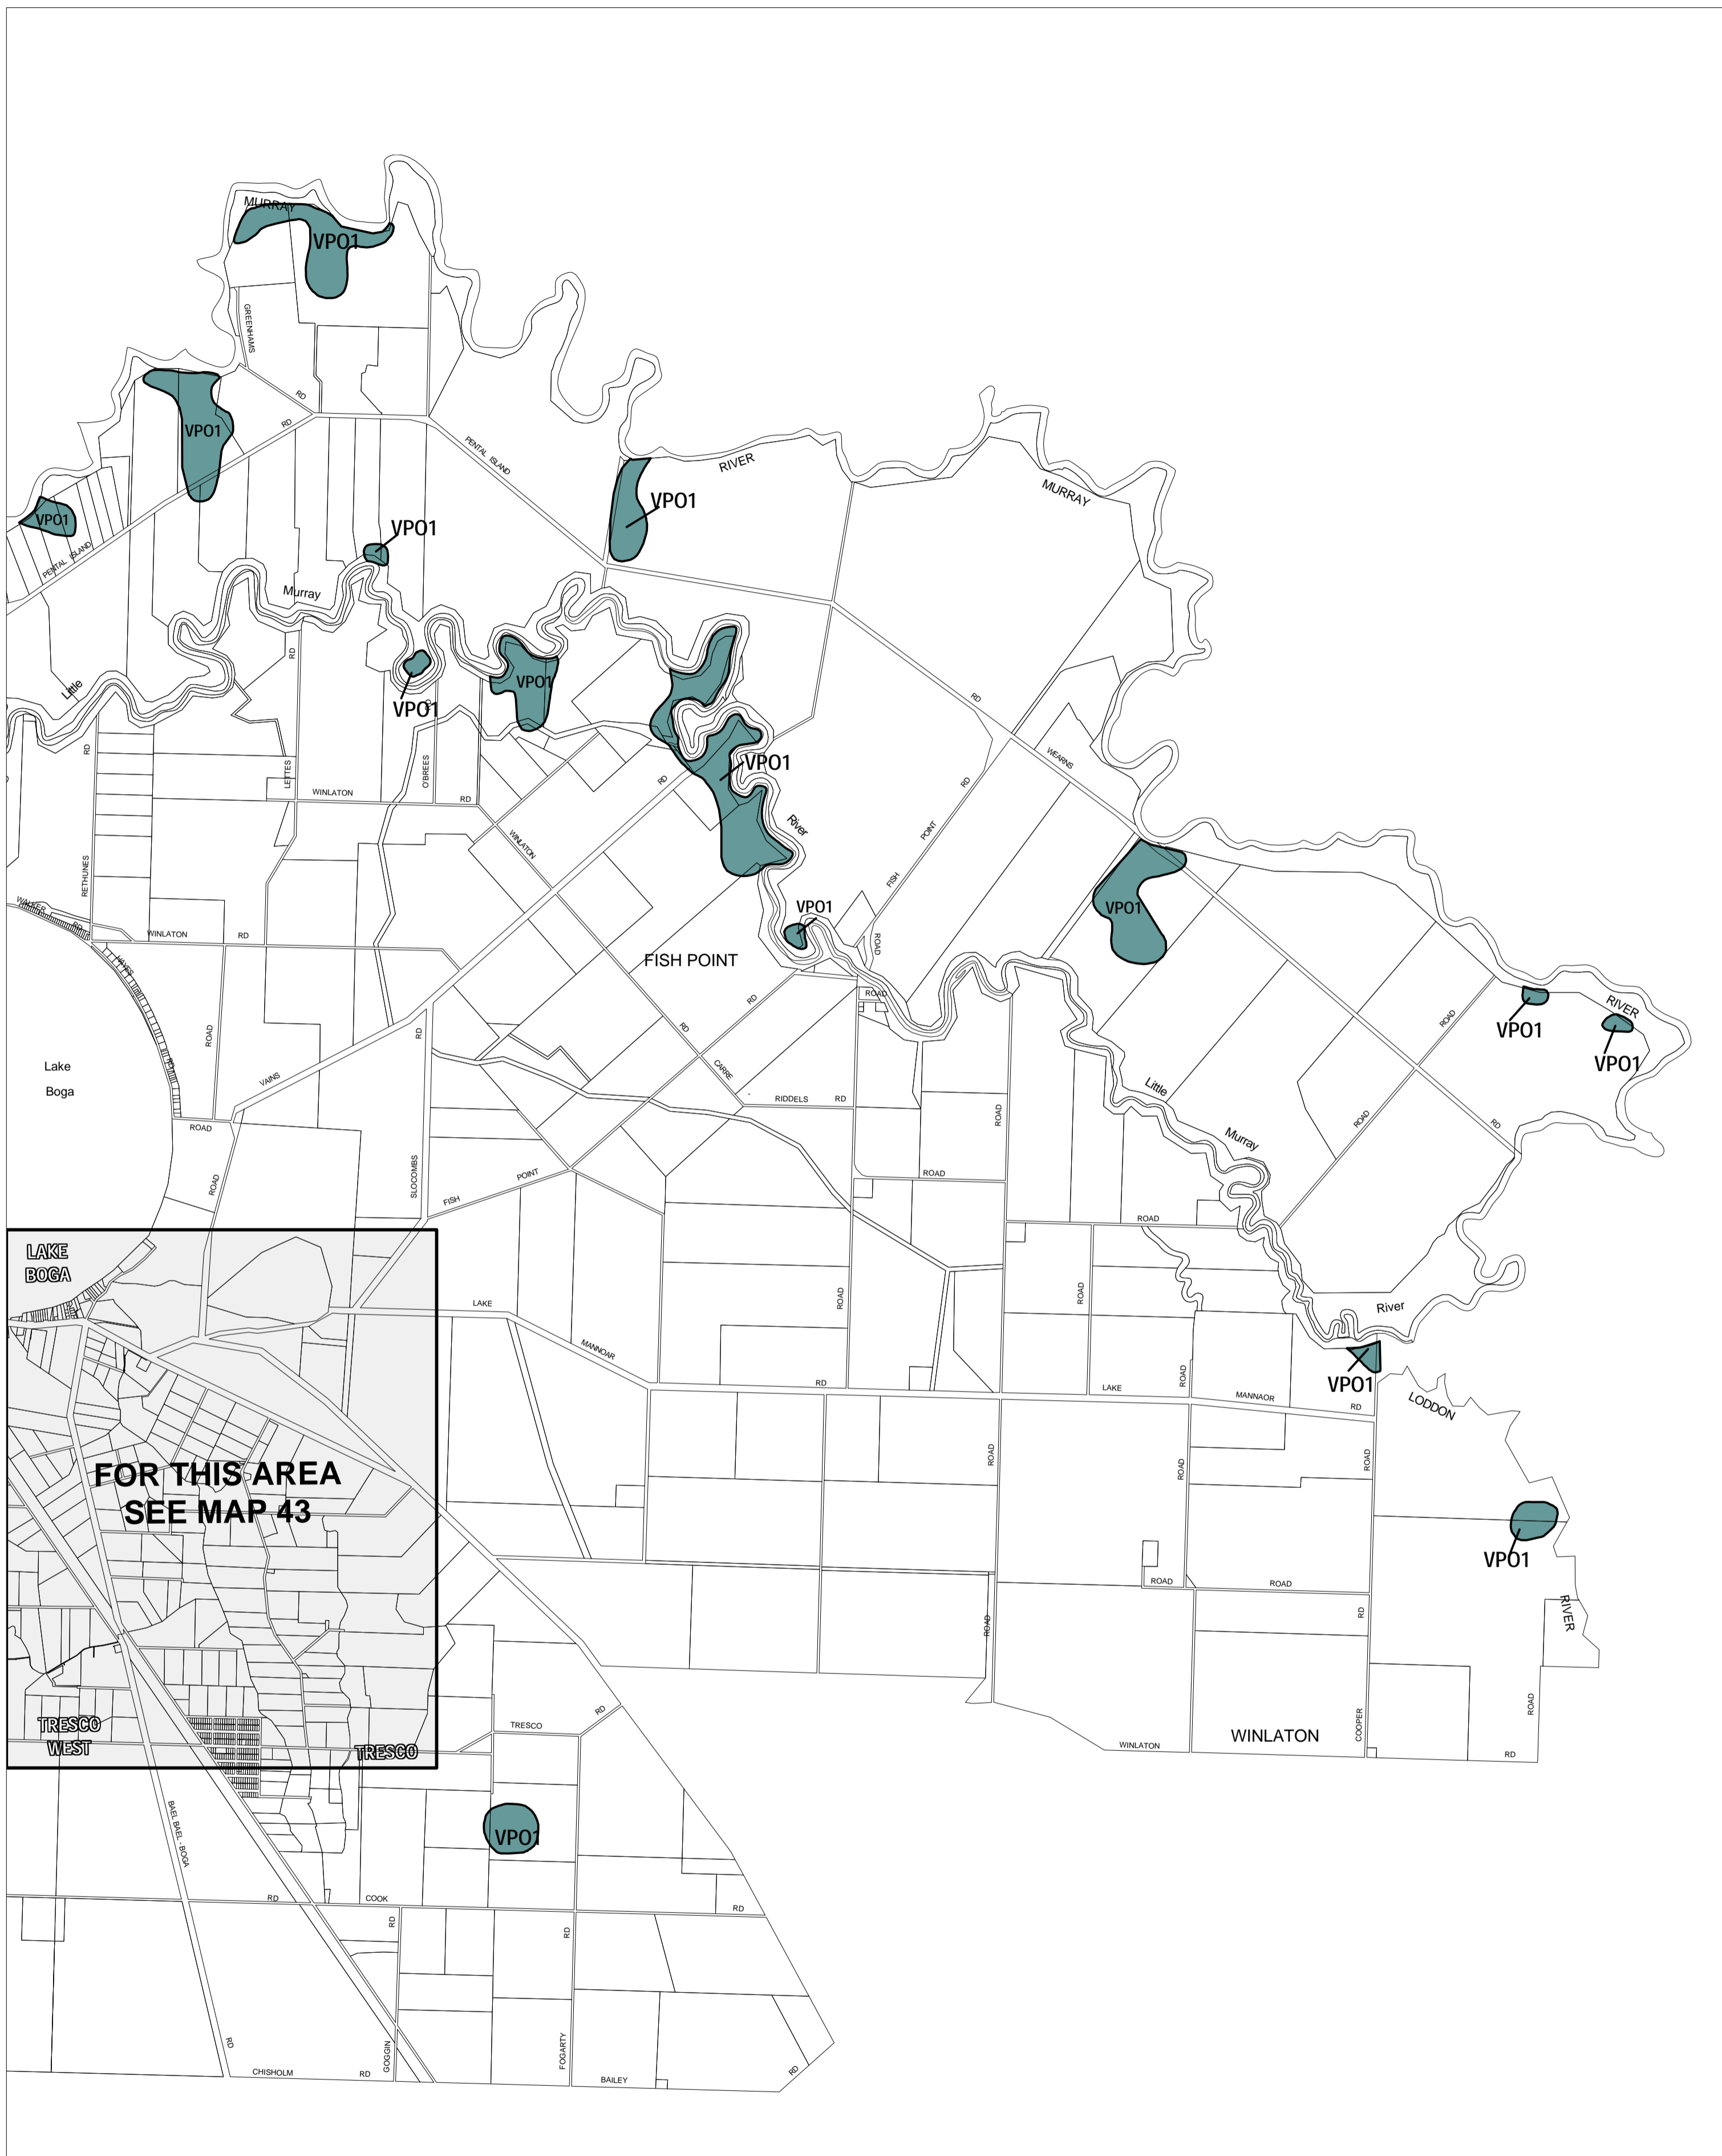 MURRAY
VPO1
GREENHAMS
RD
RD
VPO1
PENTAL ISLAND
RIVER
MURRAY
VPO1
VPO1
VPO1
PENTAL ISLAND
RD
Murray
RD
Little
VPO1
VPO1
VPO1
RD
WEARNS
RD
VPO1
RD
LETTES
O'BREES
WINLATON
RD
WINLATON
RD
River
RD
POINT
FISH
RETHUNES
WALKER
RD
WINLATON
RD
HAYES
VPO1
VPO1
ROAD
FISH POINT
ROAD
RD
RD
RD
ROAD
ROAD
VPO1
RIVER
VPO1
ROAD
Lake
Boga
VAINS
CARRE
RIDDELS
RD
Little
Murray
ROAD
RD
ROAD
ROAD
ROAD
SLOCOMBS
FISH
POINT
ROAD
ROAD
LAKE
BOGA
LAKE
MANNOAR
RD
ROAD
ROAD
River
ROAD
LAKE
MANNAOR
RD
VPO1
LODDON
FOR THIS AREA
SEE MAP 43
ROAD
ROAD
ROAD
VPO1
ROAD
ROAD
RIVER
ROAD
RD
COOPER
ROAD
TRESCO
WEST
TRESCO
TRESCO
RD
WINLATON
WINLATON
RD
VPO1
BAEL BAEL - BOGA
RD
RD
COOK
RD
RD
RD
GOGGIN
FOGARTY
CHISHOLM
RD
BAILEY
RD